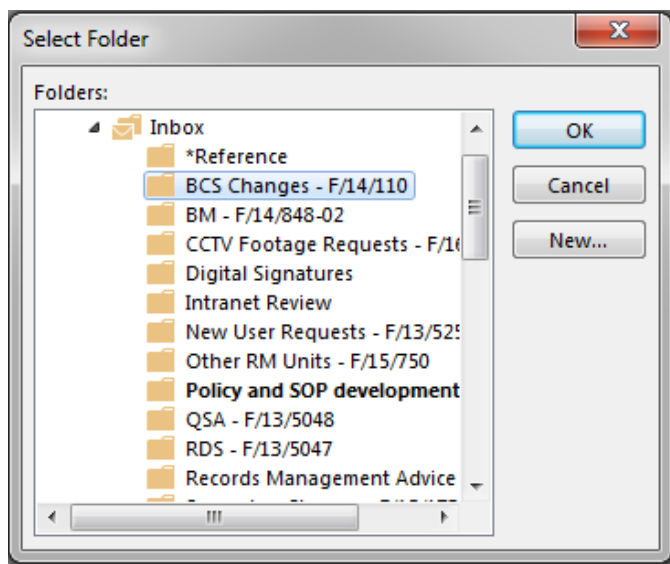 Select Folder
Folders:
Inbox
*Reference
BCS Changes - F/14/110
BM - F/14/848-02
CCTV Footage Requests - F/16
Digital Signatures
Intranet Review
New User Requests - F/13/525
Other RM Units - F/15/750
Policy and SOP development
QSA - F/13/5048
RDS - F/13/5047
Records Management Advice
OK
Cancel
New...